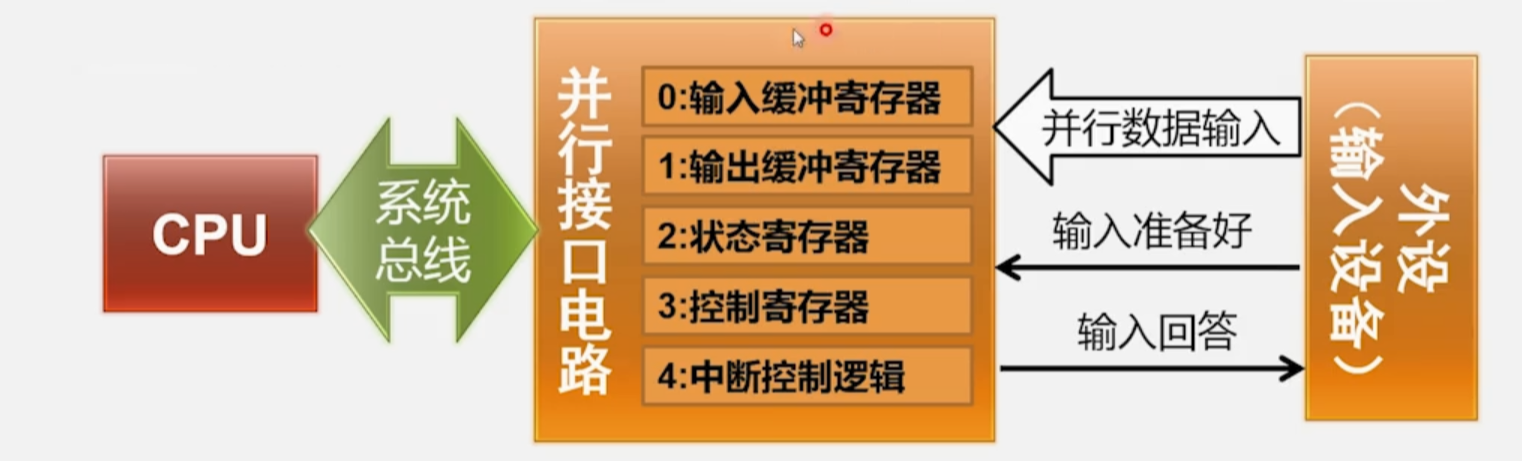 CPU
系统
总线
并行接口电路
0:输入缓冲寄存器
1:输出缓冲寄存器
2:状态寄存器
3:控制寄存器
4:中断控制逻辑
并行数据输入
输入准备好
输入回答
外设
（输入设备）